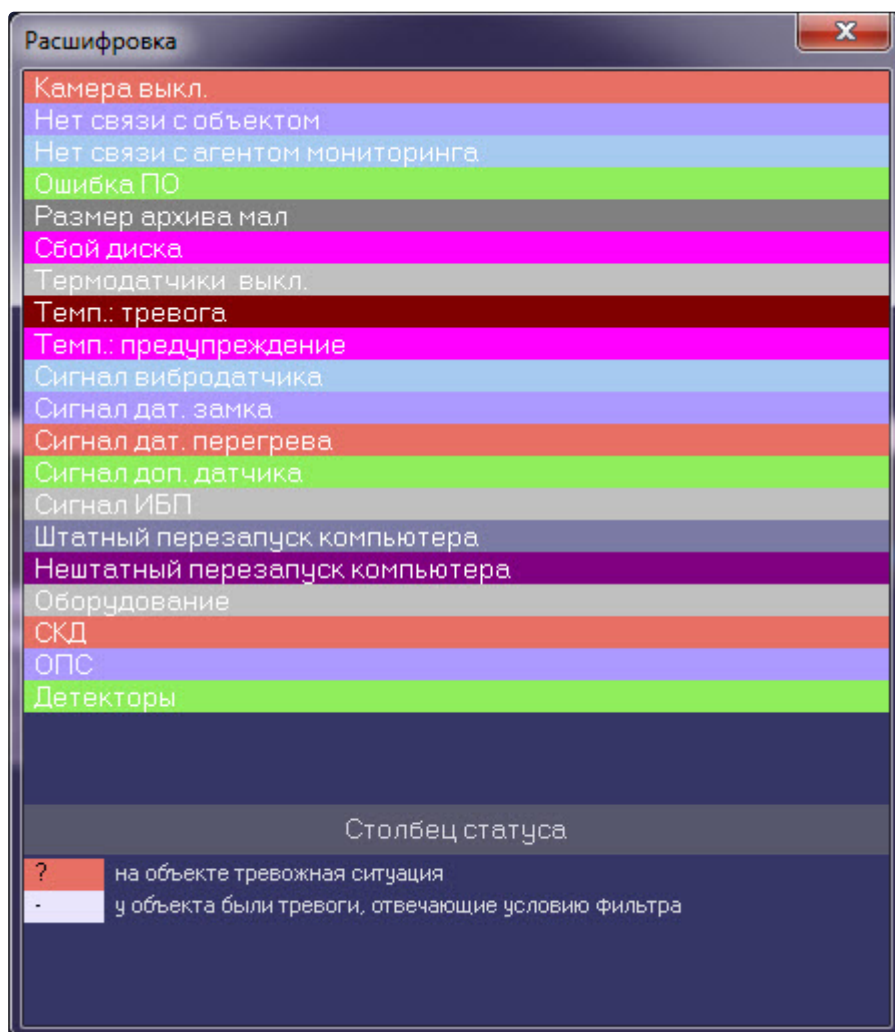 Расшифровка
Камера выкл.
Нет связи с объектом
Нет связи с агентом мониторинга
Ошибка ПО
Размер архива мал
Сбой диска
Термодатчики выкл.
Темп.: тревога
Темп.: предупреждение
Сигнал вибродатчика
Сигнал дат. замка
Сигнал дат. перегрева
Сигнал доп. датчика
Сигнал ИБП
Штатный перезапуск компьютера
Нештатный перезапуск компьютера
Оборудование
СКД
ОПС
Детекторы
Столбец статуса
? на объекте тревожная ситуация
- у объекта были тревоги, отвечающие условию фильтра